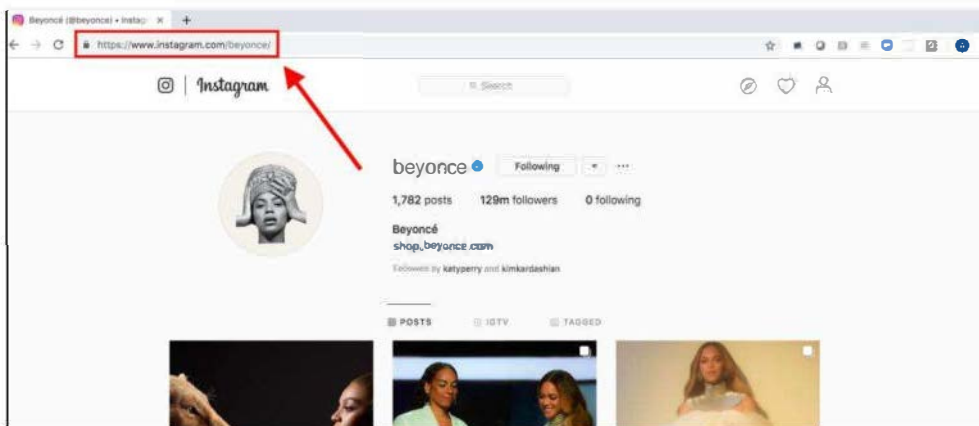 Beyoncé (@beyonce) • Instag
https://www.instagram.com/beyonce/
Instagram
Search
beyonce
Following
1,782 posts 129m followers 0 following
Beyoncé
shop.beyonce.com
Followed by katyperry and kimkardashian
POSTS IGTV TAGGED